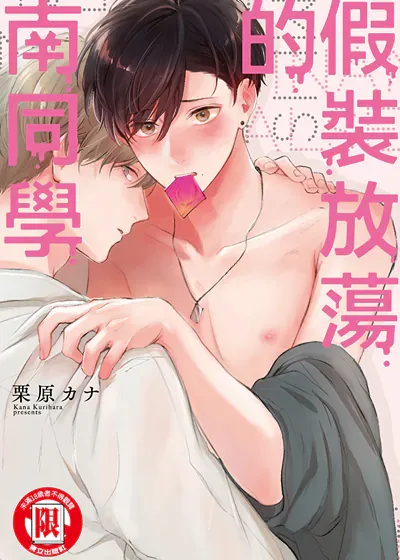 假裝放蕩
的
南同學
栗原カナ
Kana Kurihara
presents
未滿18歲者不得觀看
限
東立出版社